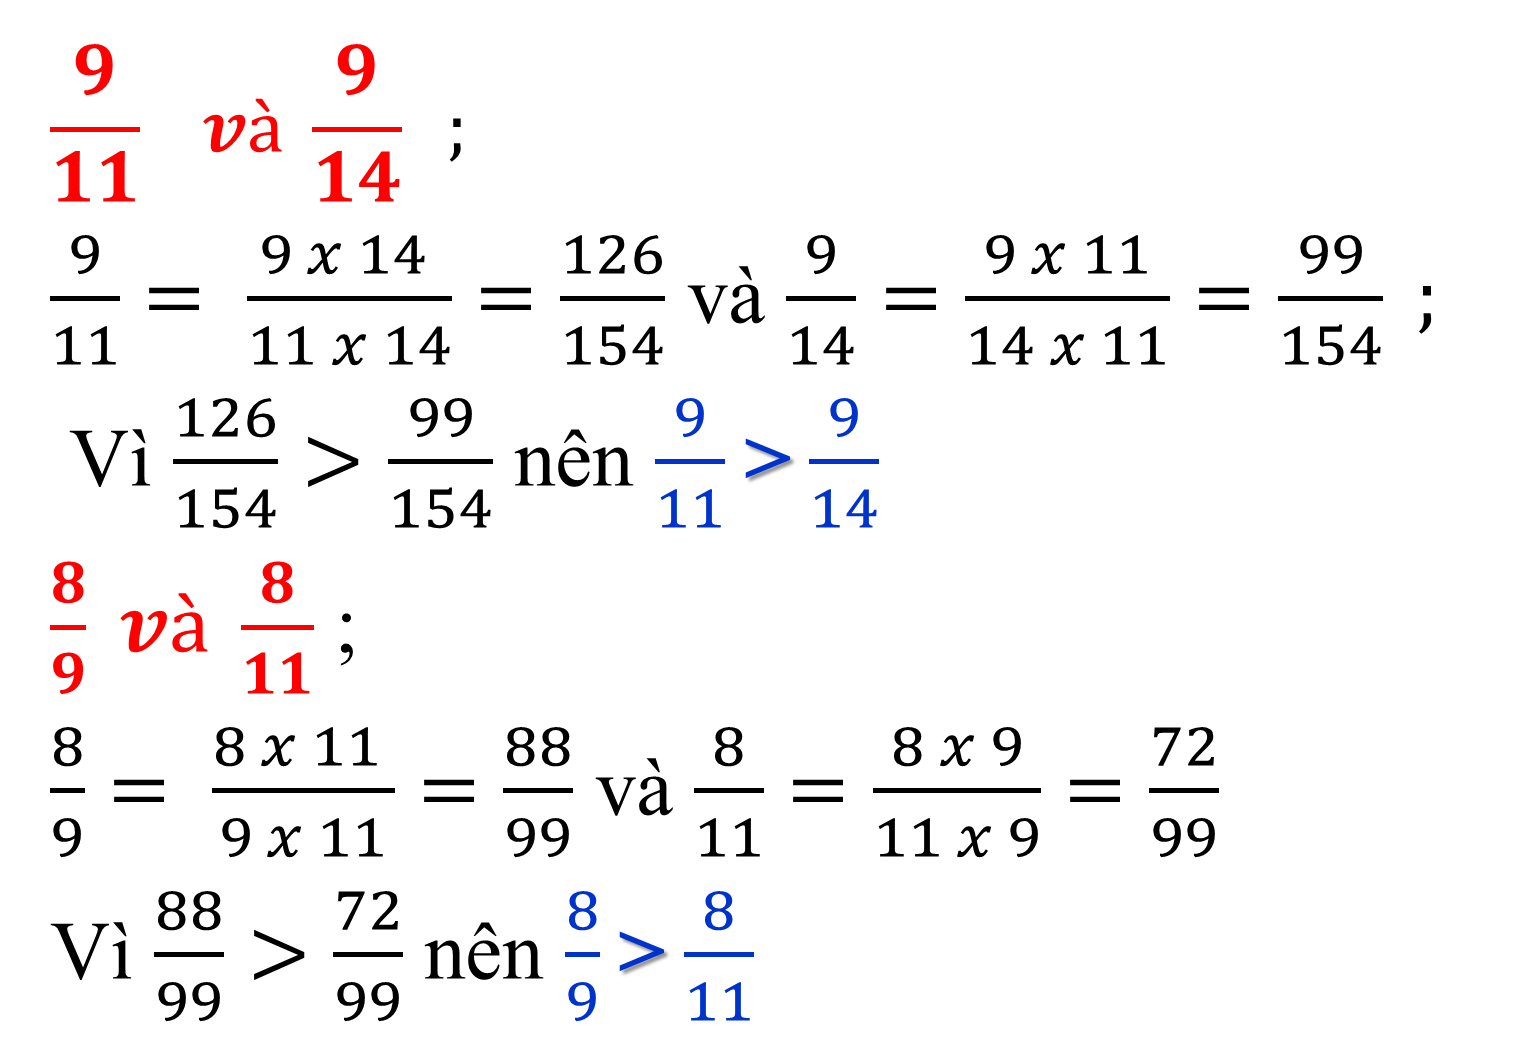 9/11 và 9/14 ;
9/11 = 9 x 14/11 x 14 = 126/154 và 9/14 = 9 x 11/14 x 11 = 99/154 ;
Vì 126/154 > 99/154 nên 9/11 > 9/14
8/9 và 8/11 ;
8/9 = 8 x 11/9 x 11 = 88/99 và 8/11 = 8 x 9/11 x 9 = 72/99
Vì 88/99 > 72/99 nên 8/9 > 8/11